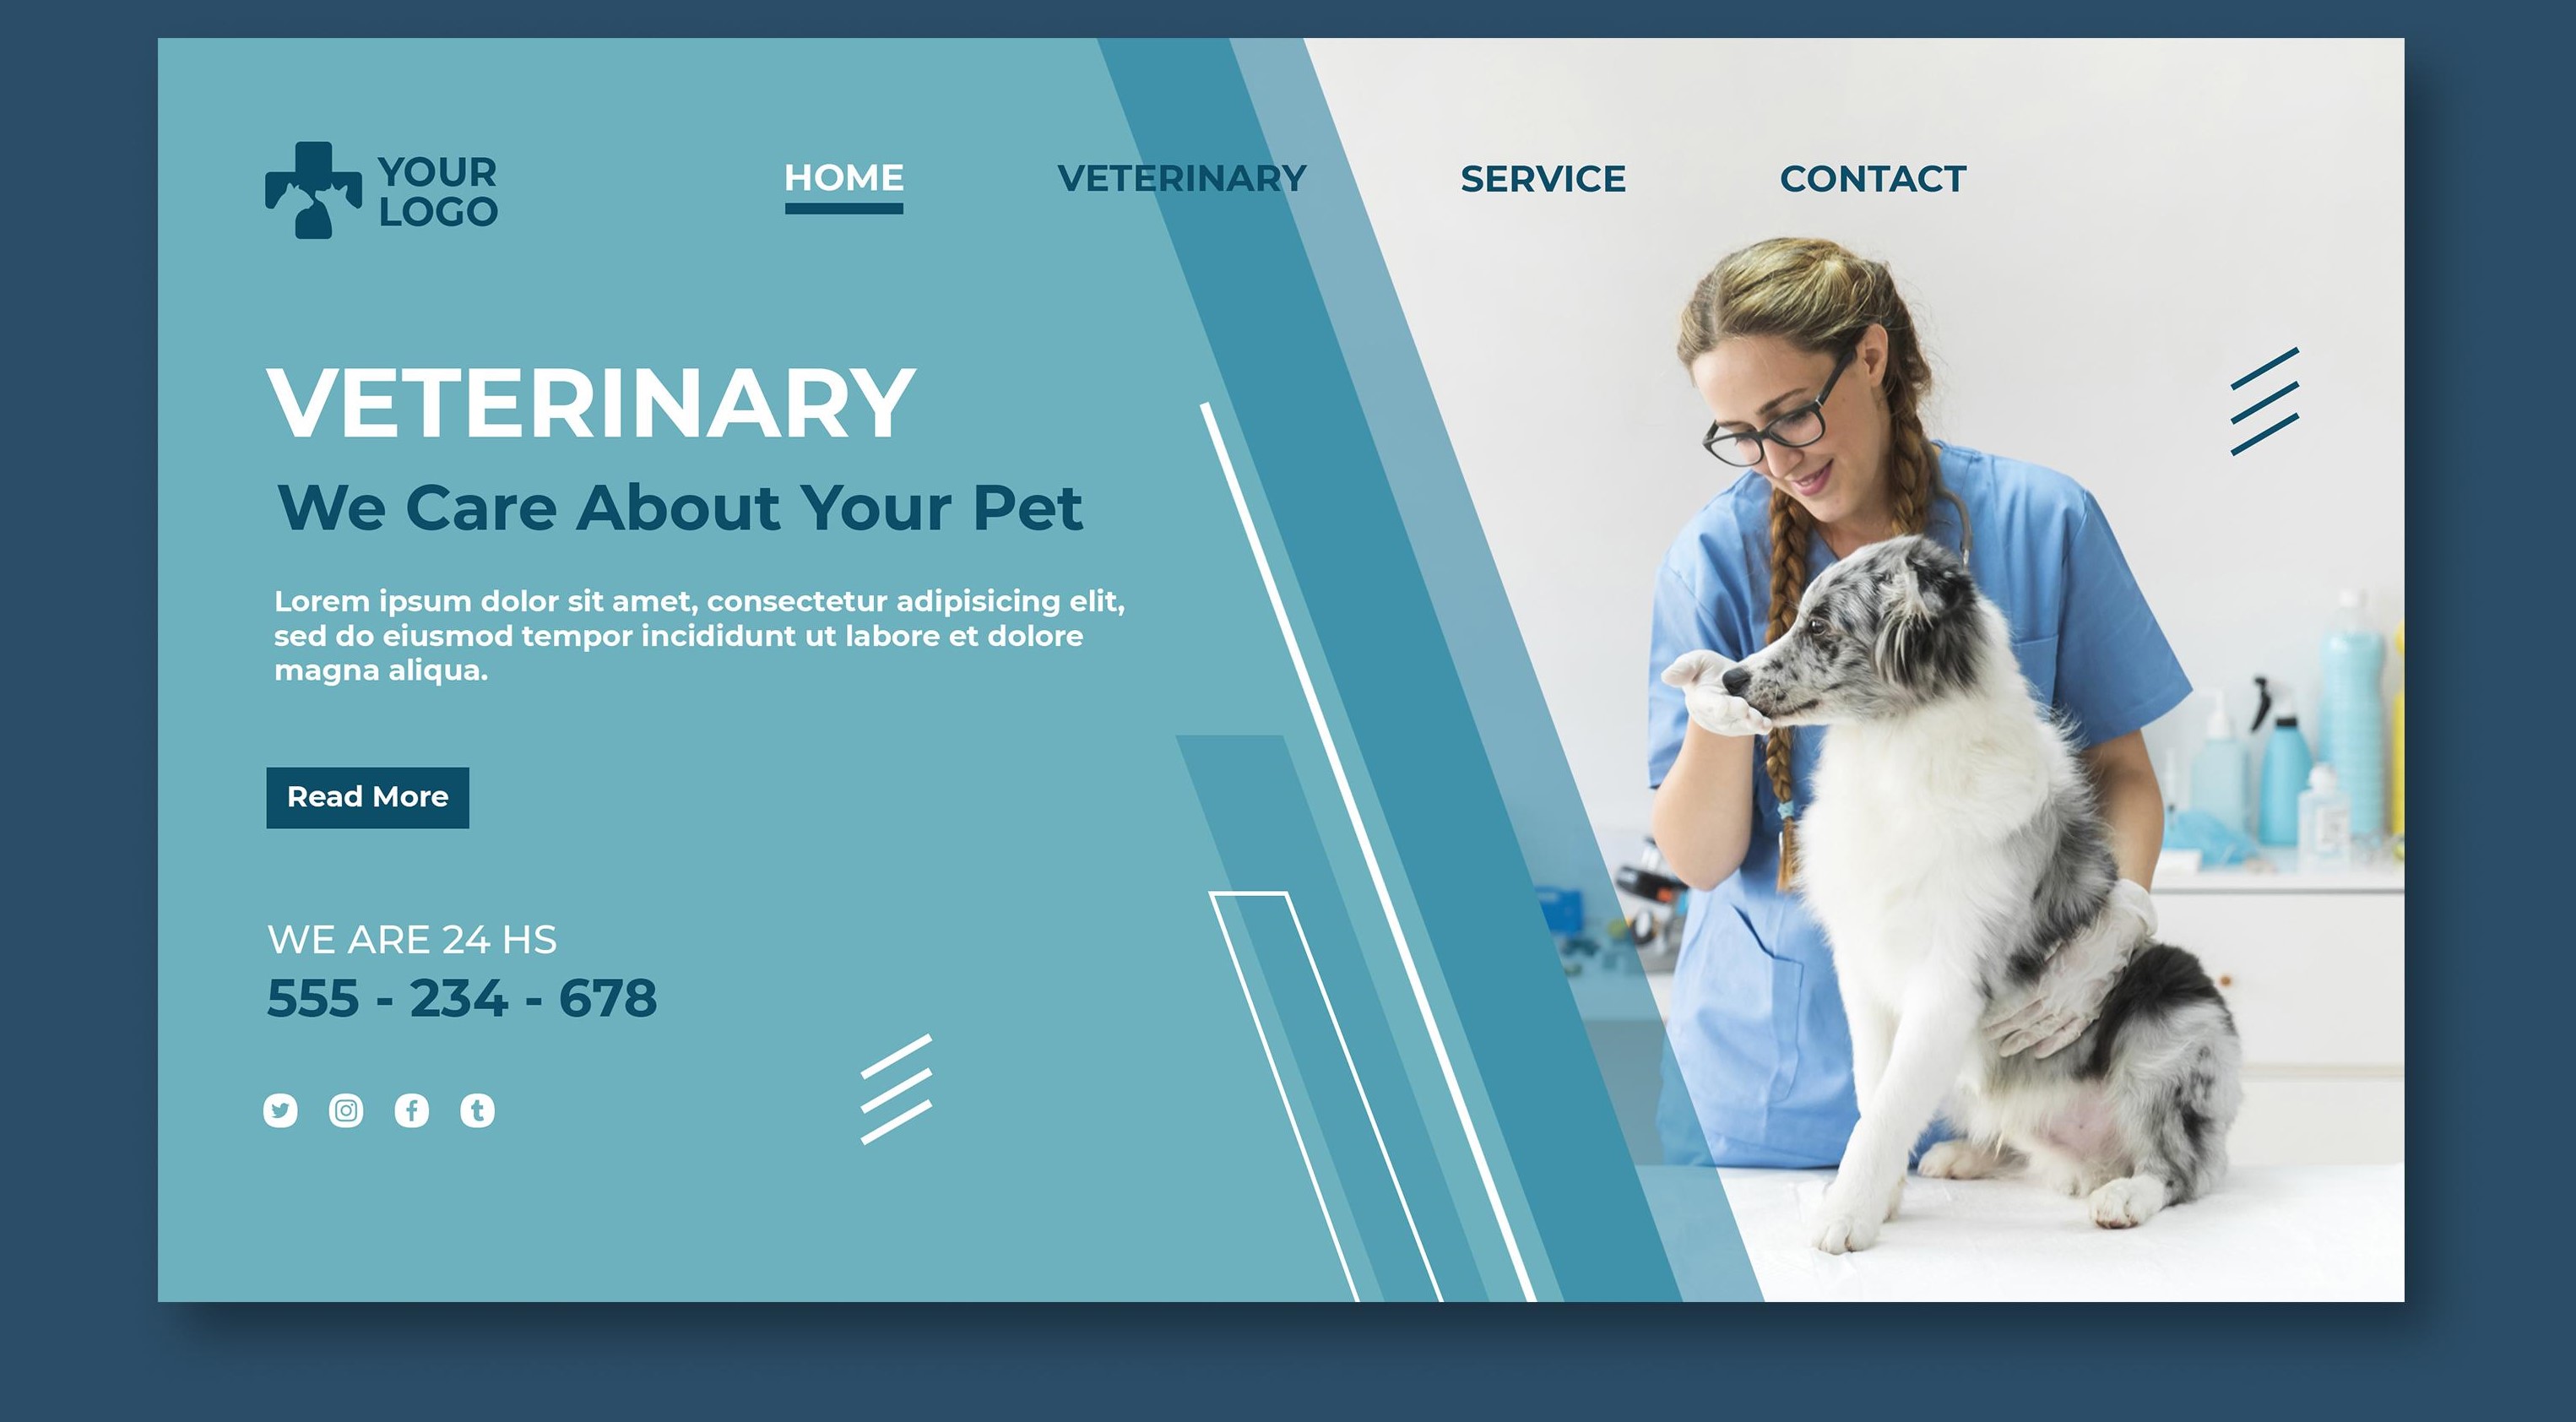 YOUR
LOGO
HOME
VETERINARY
SERVICE
CONTACT
VETERINARY
We Care About Your Pet
Lorem ipsum dolor sit amet, consectetur adipisicing elit,
sed do eiusmod tempor incididunt ut labore et dolore
magna aliqua.
Read More
WE ARE 24 HS
555 - 234 - 678